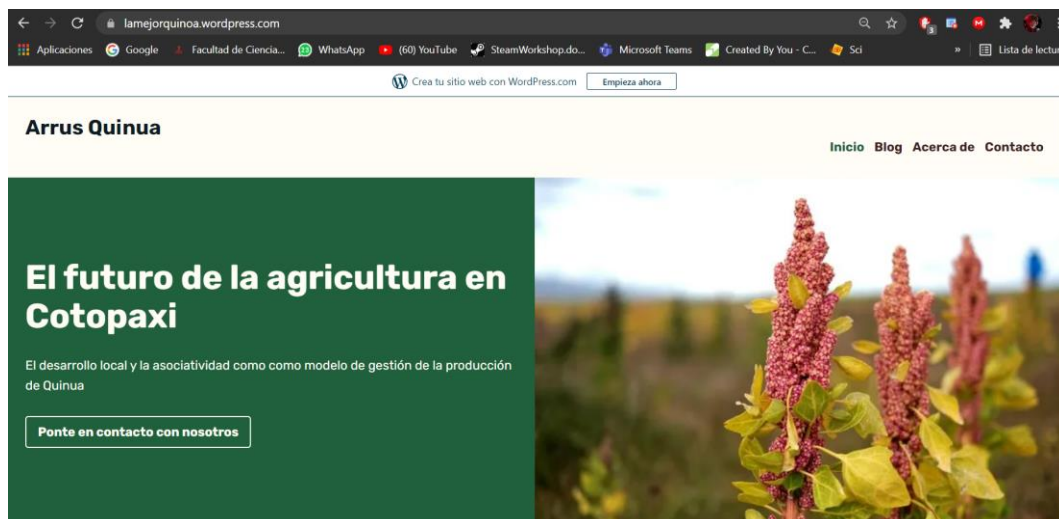 lamejorquinoa.wordpress.com
Aplicaciones Google Facultad de Ciencia... WhatsApp (60) YouTube SteamWorkshop.do... Microsoft Teams Created By You - C... Sci » Lista de lectur
Crea tu sitio web con WordPress.com Empieza ahora
Arrus Quinua
Inicio Blog Acerca de Contacto
El futuro de la agricultura en
Cotopaxi
El desarrollo local y la asociatividad como como modelo de gestión de la producción
de Quinua
Ponte en contacto con nosotros